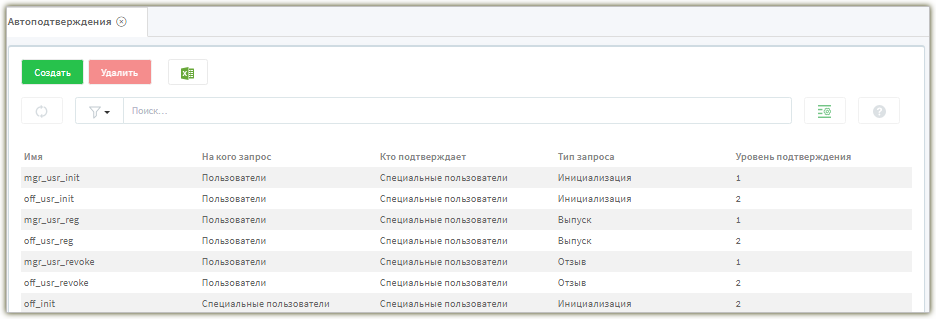 Автоподтверждения
Создать Удалить
Поиск...
Имя На кого запрос Кто подтверждает Тип запроса Уровень подтверждения
mgr_usr_init Пользователи Специальные пользователи Инициализация 1
off_usr_init Пользователи Специальные пользователи Инициализация 2
mgr_usr_reg Пользователи Специальные пользователи Выпуск 1
off_usr_reg Пользователи Специальные пользователи Выпуск 2
mgr_usr_revoke Пользователи Специальные пользователи Отзыв 1
off_usr_revoke Пользователи Специальные пользователи Отзыв 2
off_init Специальные пользователи Специальные пользователи Инициализация 2